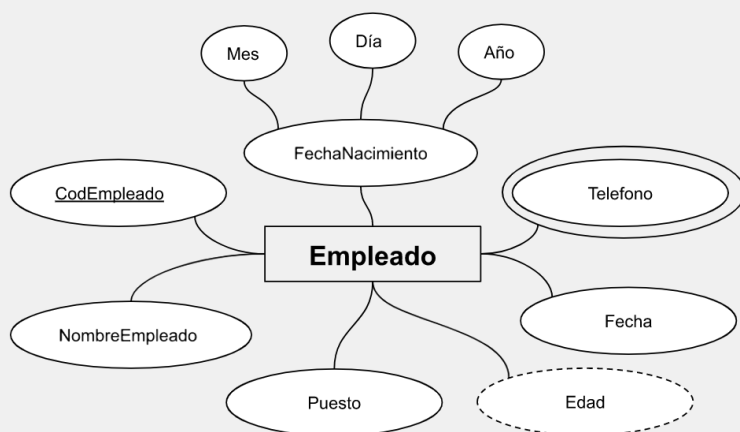 Mes
Día
Año
FechaNacimiento
CodEmpleado
Telefono
Empleado
NombreEmpleado
Fecha
Puesto
Edad